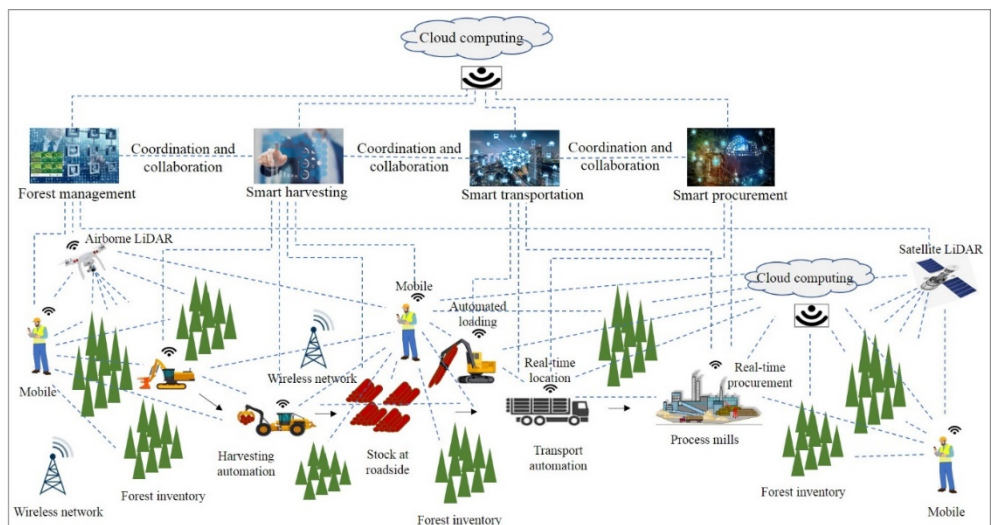 Cloud computing
Coordination and
collaboration
Coordination and
collaboration
Coordination and
collaboration
Forest management
Smart harvesting
Smart transportation
Smart procurement
Airborne LiDAR
Satellite LiDAR
Mobile
Cloud computing
Automated
loading
Mobile
Wireless network
Real-time
location
Real-time
procurement
Harvesting
automation
Stock at
roadside
Transport
automation
Process mills
Wireless network
Forest inventory
Forest inventory
Forest inventory
Mobile